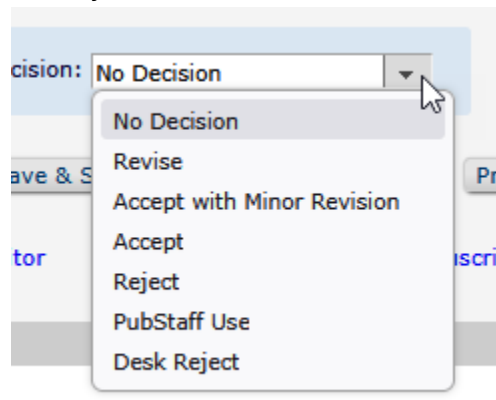 cision: No Decision
No Decision
Revise
ave & S
Pr
Accept with Minor Revision
Accept
tor
uscri
Reject
PubStaff Use
Desk Reject